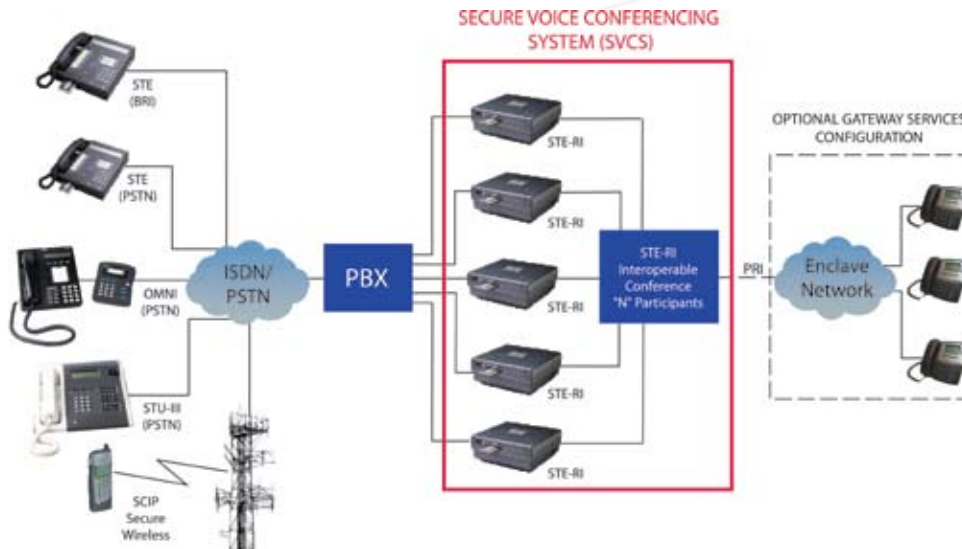 SECURE VOICE CONFERENCING
SYSTEM (SVCS)
STE
(BRI)
STE
(PSTN)
OMNI
(PSTN)
STU-III
(PSTN)
SCIP
Secure
Wireless
ISDN/
PSTN
PBX
STE-RI
STE-RI
STE-RI
STE-RI
STE-RI
STE-RI
Interoperable
Conference
"N" Participants
PRI
OPTIONAL GATEWAY SERVICES
CONFIGURATION
Enclave
Network